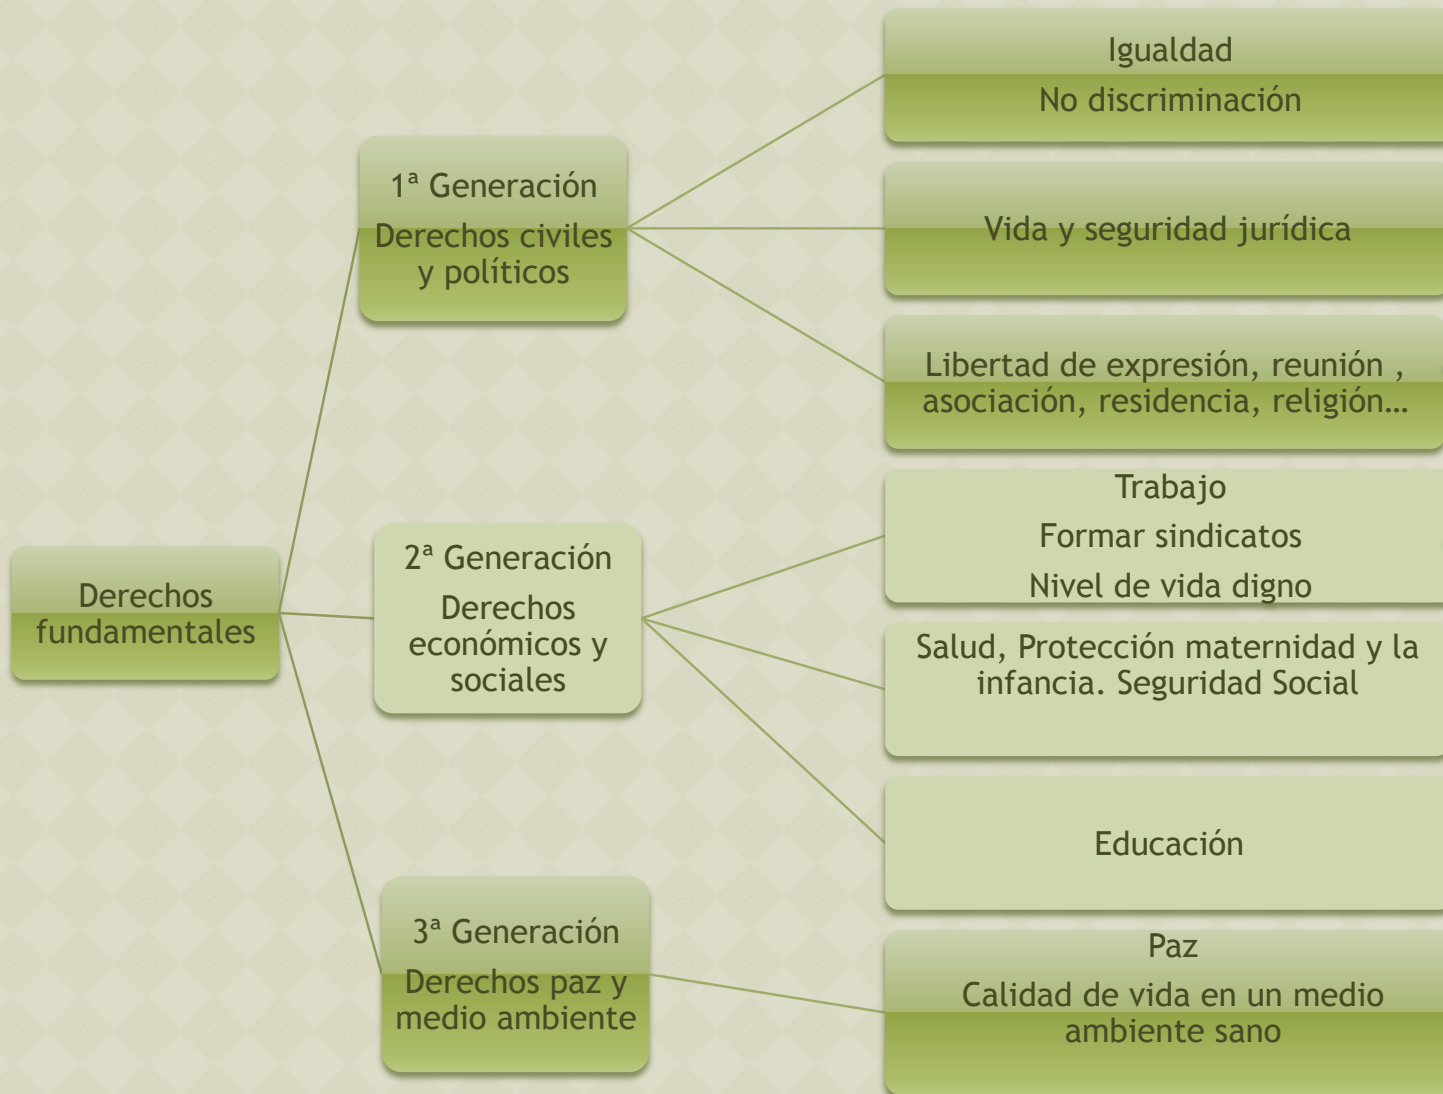 Derechos
fundamentales
1ª Generación
Derechos civiles
y políticos
Igualdad
No discriminación
Vida y seguridad jurídica
Libertad de expresión, reunión ,
asociación, residencia, religión…
2ª Generación
Derechos
económicos y
sociales
Trabajo
Formar sindicatos
Nivel de vida digno
Salud, Protección maternidad y la
infancia. Seguridad Social
Educación
3ª Generación
Derechos paz y
medio ambiente
Paz
Calidad de vida en un medio
ambiente sano